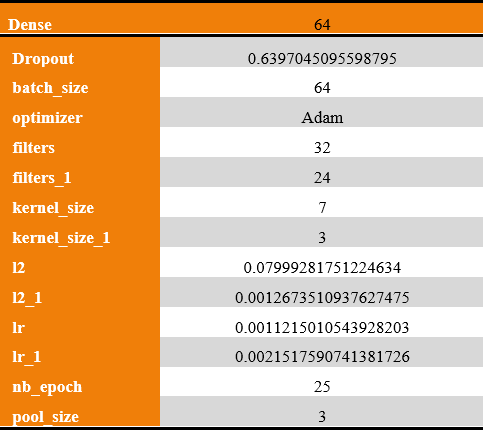 Dense 64
Dropout 0.6397045095598795
batch_size 64
optimizer Adam
filters 32
filters_1 24
kernel_size 7
kernel_size_1 3
l2 0.07999281751224634
l2_1 0.0012673510937627475
lr 0.0011215010543928203
lr_1 0.0021517590741381726
nb_epoch 25
pool_size 3